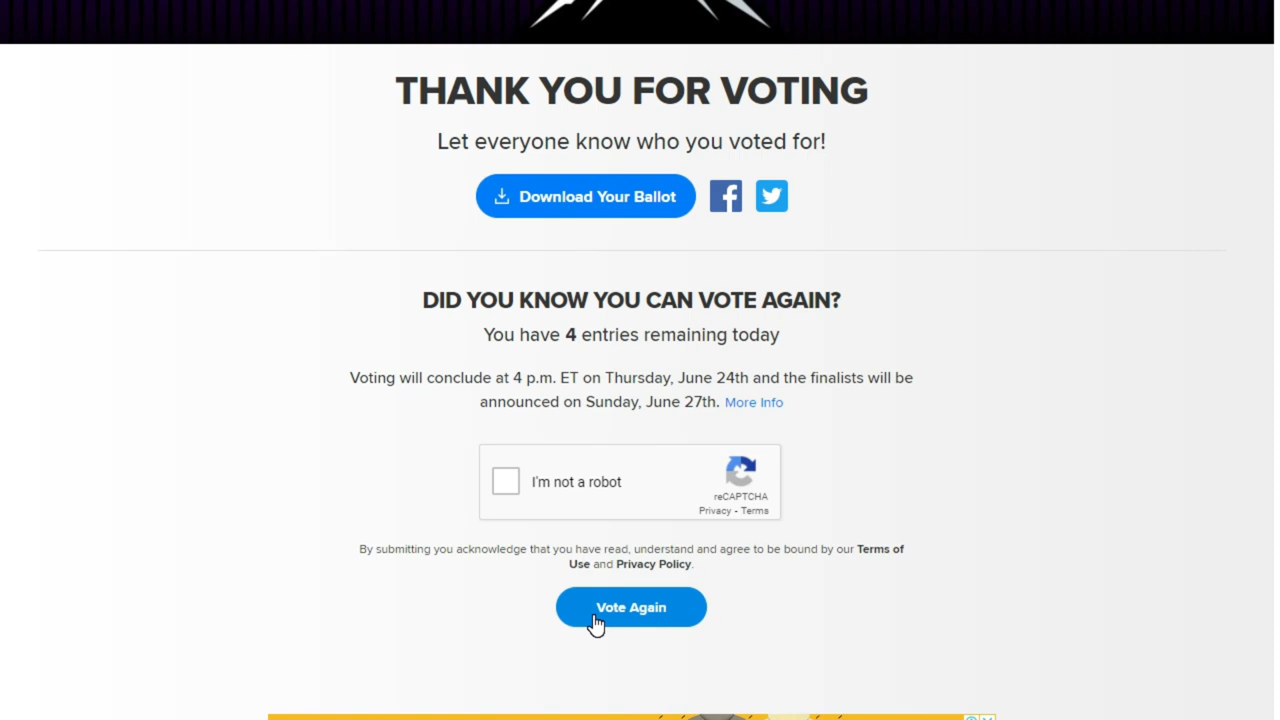 THANK YOU FOR VOTING
Let everyone know who you voted for!
Download Your Ballot
DID YOU KNOW YOU CAN VOTE AGAIN?
You have 4 entries remaining today
Voting will conclude at 4 p.m. ET on Thursday, June 24th and the finalists will be
announced on Sunday, June 27th. More Info
I'm not a robot
reCAPTCHA
Privacy - Terms
By submitting you acknowledge that you have read, understand and agree to be bound by our Terms of
Use and Privacy Policy.
Vote Again